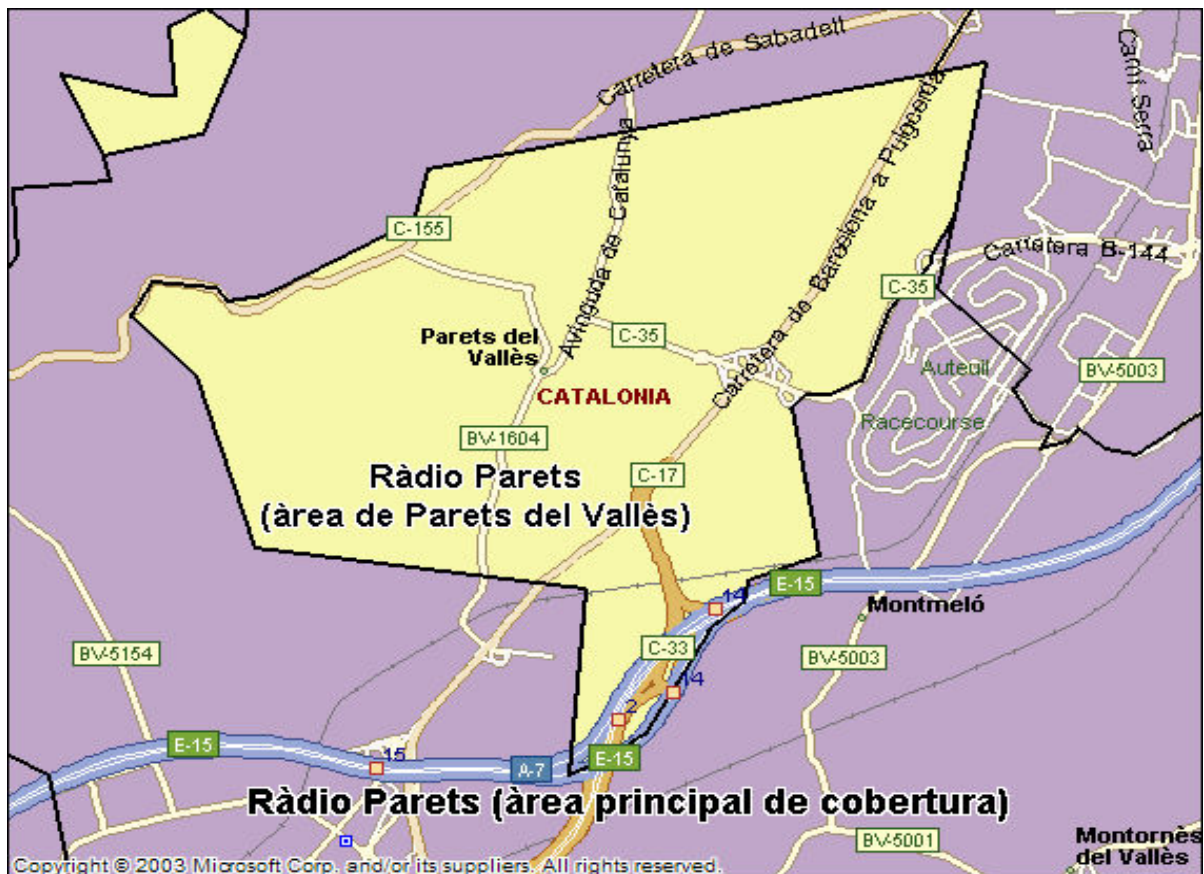 Carretera de Sabadell
Camí Serra
Avinguda de Catalunya
Carretera de Barcelona a Puigcerdà
C-155
Carretera B-144
C-35
C-35
Parets del
Vallès
Auteuil
BV-5003
CATALONIA
Racecourse
BV-1604
Ràdio Parets
(àrea de Parets del Vallès)
C-17
E-15
14
Montmeló
C-33
BV-5154
BV-5003
14
2
E-15
15
A-7
E-15
Ràdio Parets (àrea principal de cobertura)
BV-5001
Montornès
del Vallès
Copyright © 2003 Microsoft Corp. and/or its suppliers. All rights reserved.